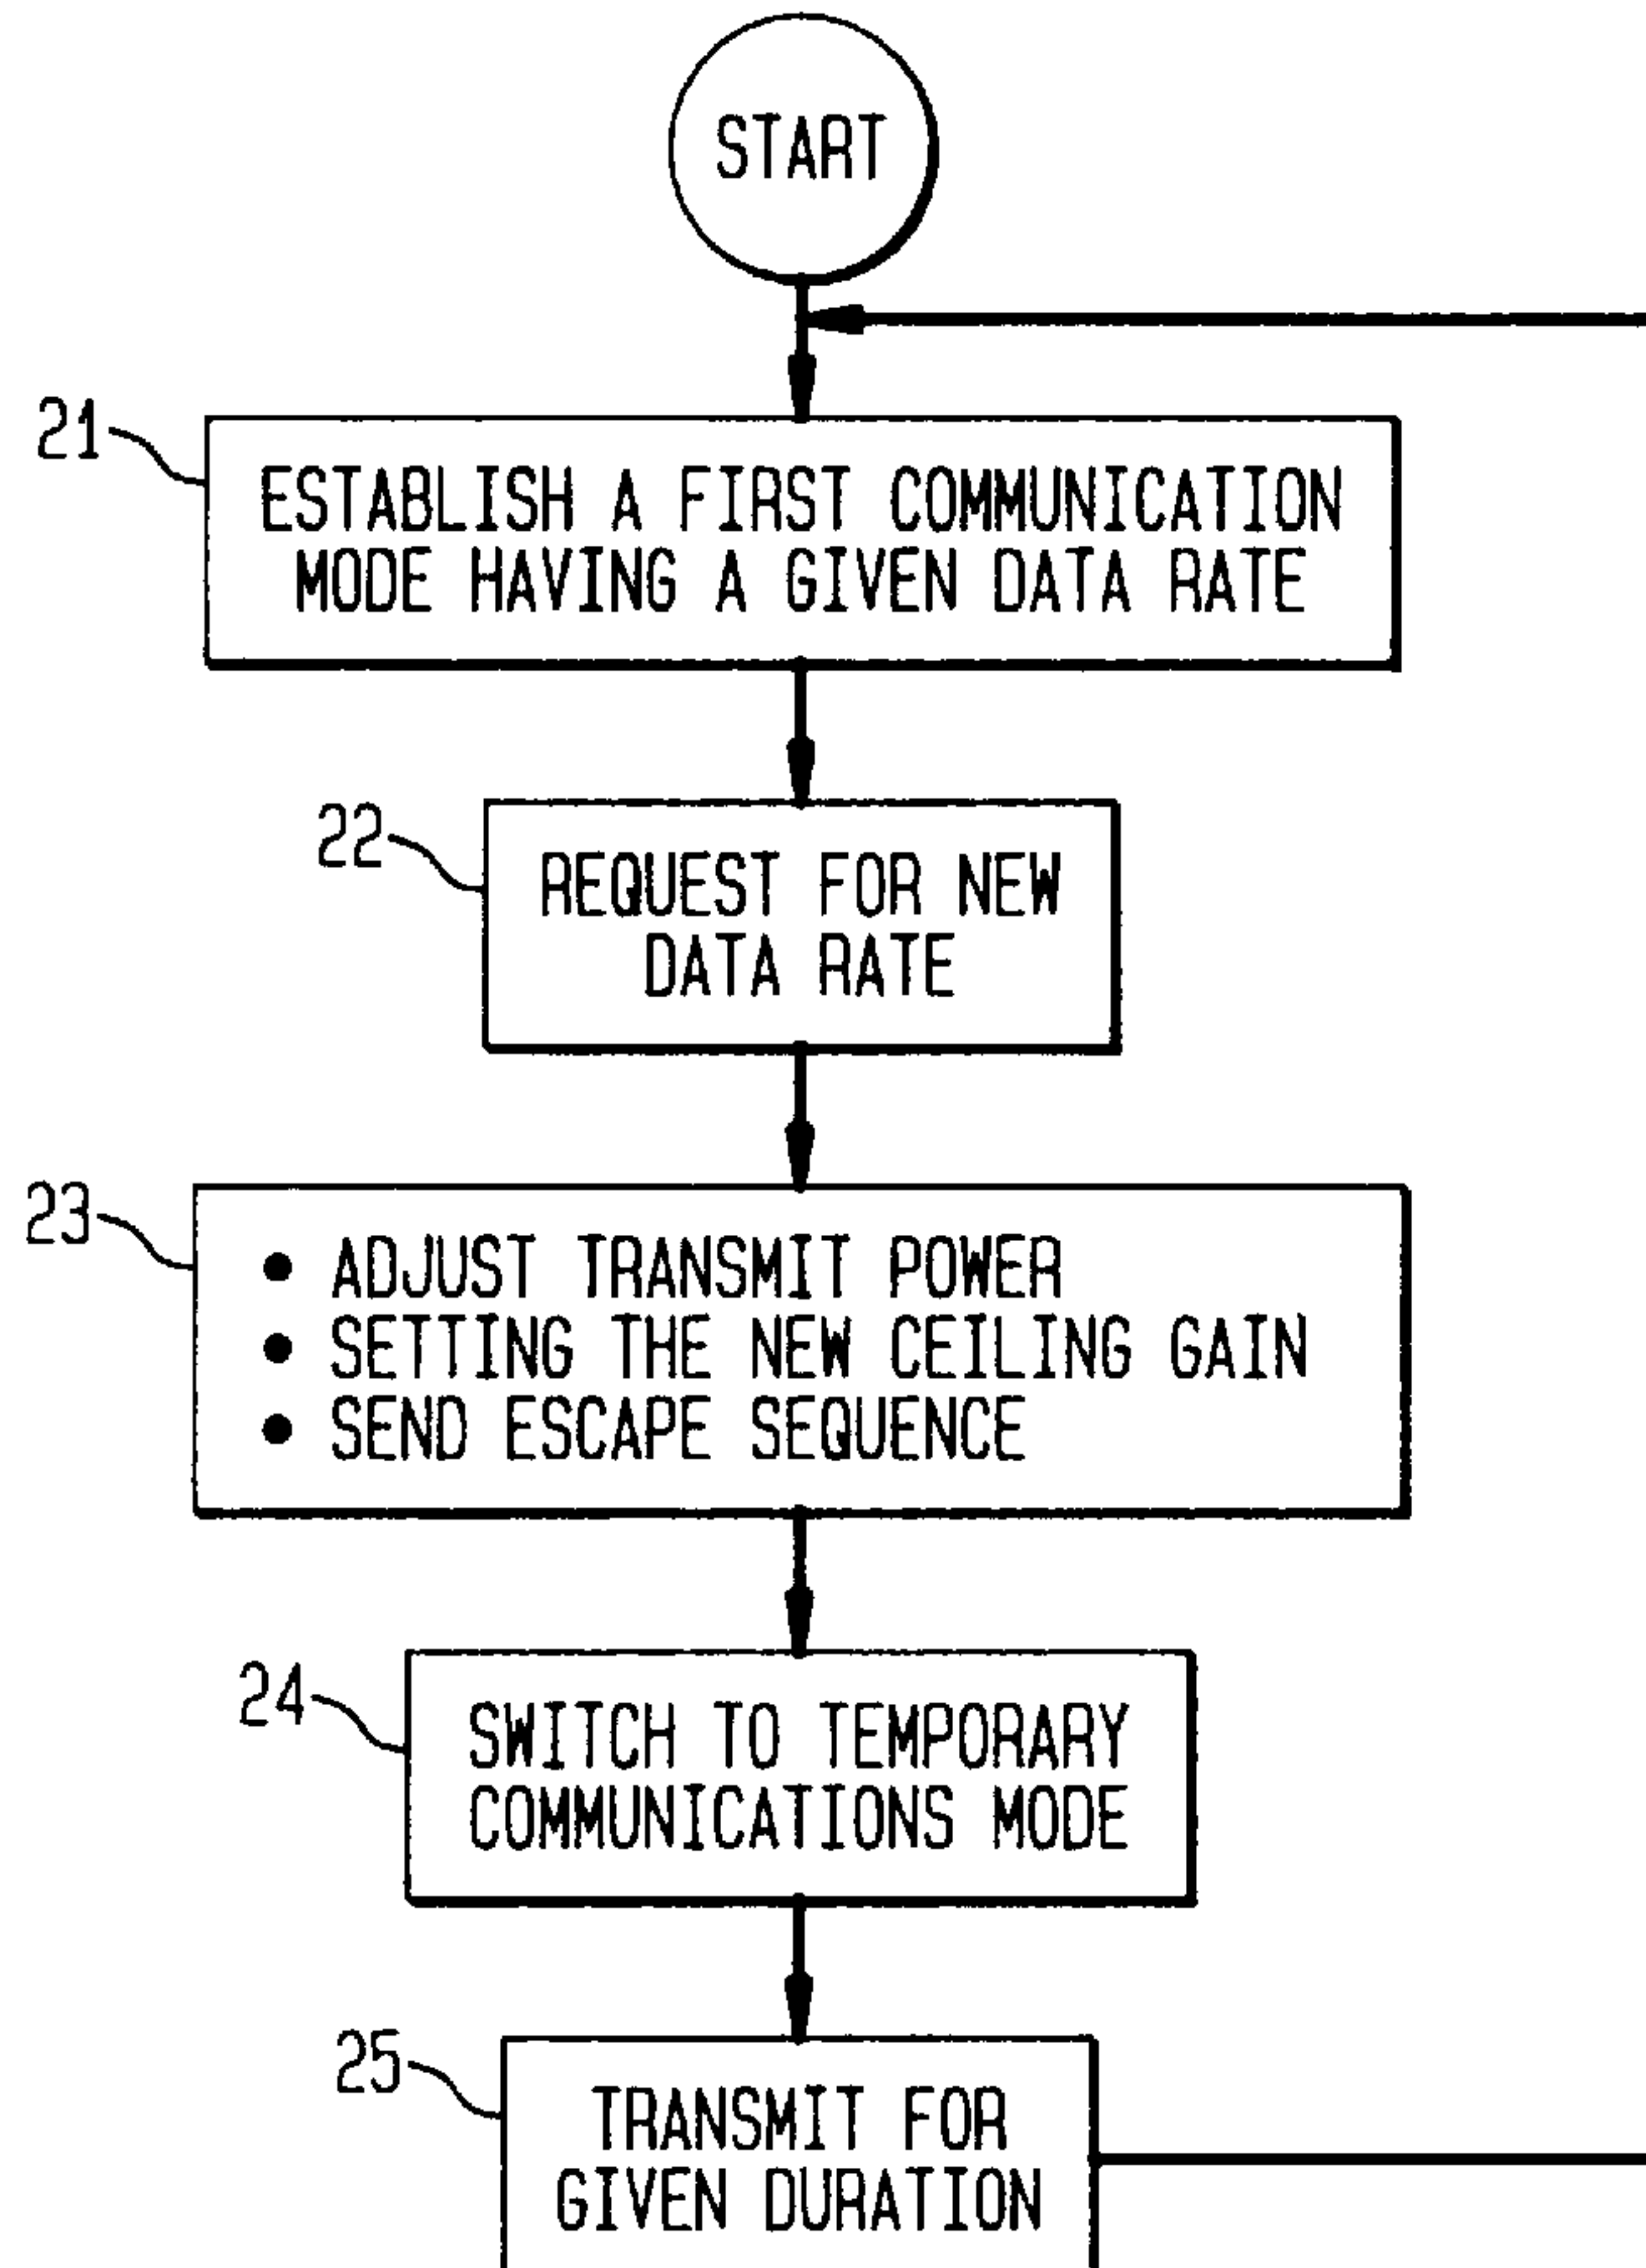 START
21
ESTABLISH A FIRST COMMUNICATION
MODE HAVING A GIVEN DATA RATE
22
REQUEST FOR NEW
DATA RATE
23
● ADJUST TRANSMIT POWER
● SETTING THE NEW CEILING GAIN
● SEND ESCAPE SEQUENCE
24
SWITCH TO TEMPORARY
COMMUNICATIONS MODE
25
TRANSMIT FOR
GIVEN DURATION